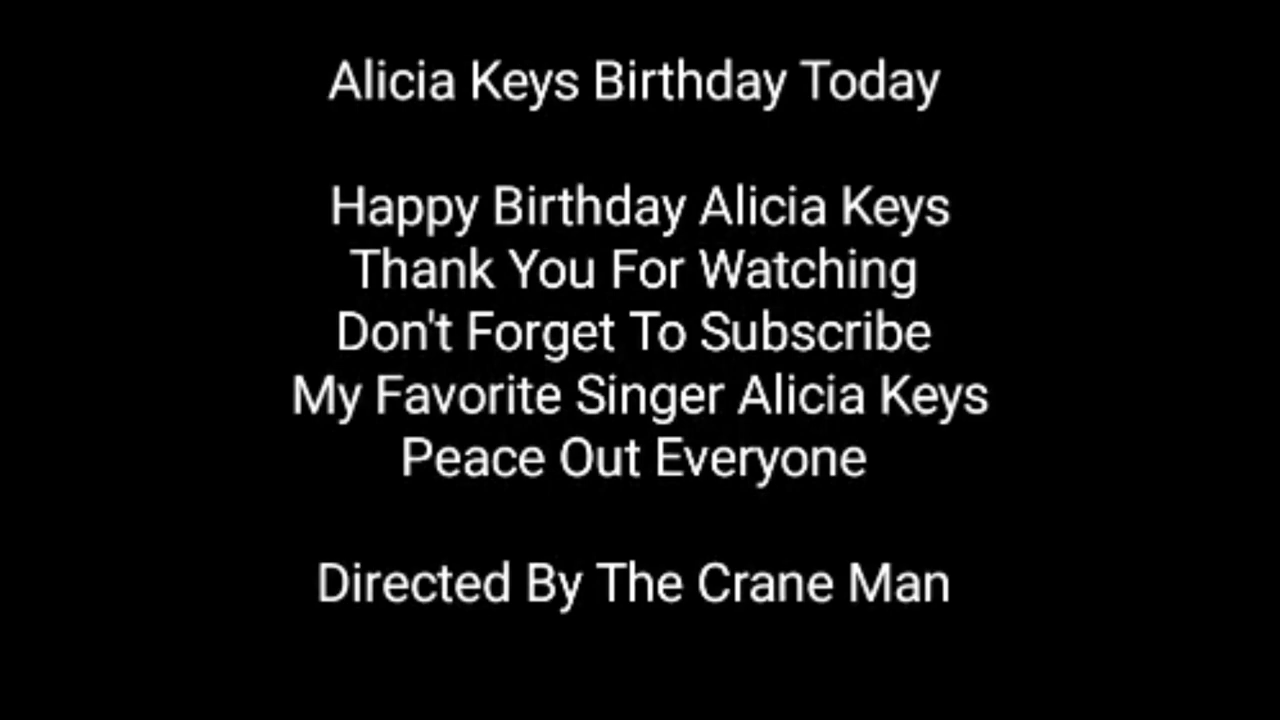 Alicia Keys Birthday Today
Happy Birthday Alicia Keys
Thank You For Watching
Don't Forget To Subscribe
My Favorite Singer Alicia Keys
Peace Out Everyone
Directed By The Crane Man